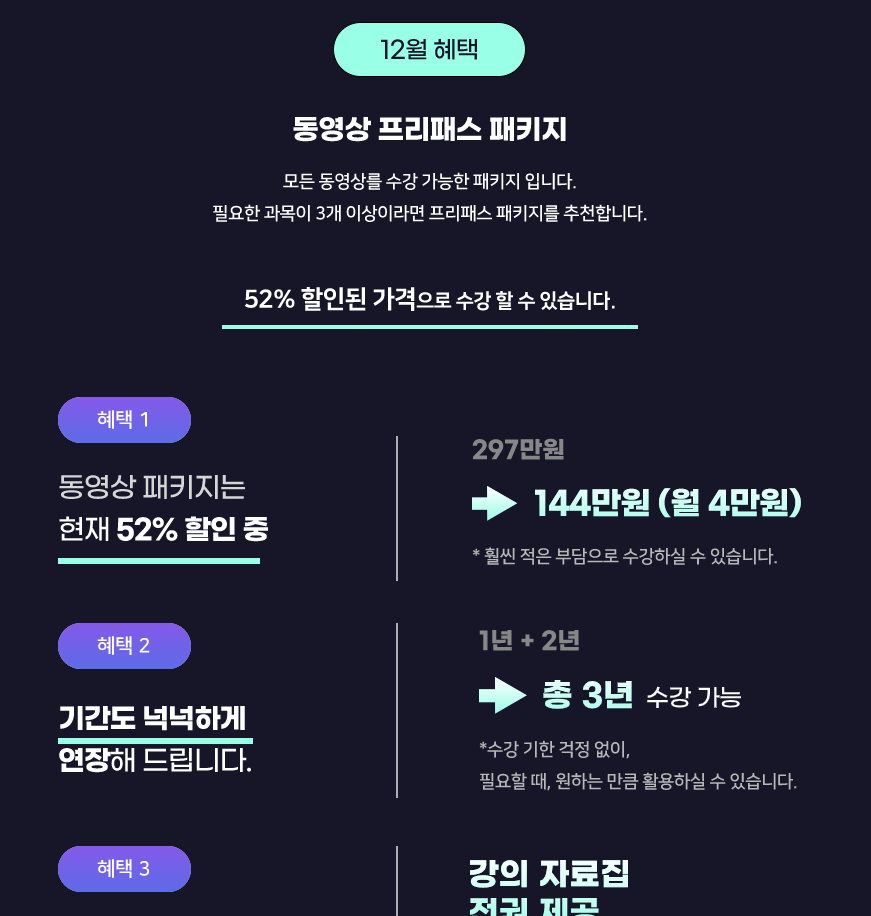 12월 혜택
동영상 프리패스 패키지
모든 동영상를 수강 가능한 패키지 입니다.
필요한 과목이 3개 이상이라면 프리패스 패키지를 추천합니다.
52% 할인된 가격으로 수강 할 수 있습니다.
혜택 1
동영상 패키지는
현재 52% 할인 중
297만원
144만원 (월 4만원)
* 훨씬 적은 부담으로 수강하실 수 있습니다.
혜택 2
기간도 넉넉하게
연장해 드립니다.
1년 + 2년
총 3년 수강 가능
*수강 기한 걱정 없이,
필요할 때, 원하는 만큼 활용하실 수 있습니다.
혜택 3
강의 자료집
전권 제공